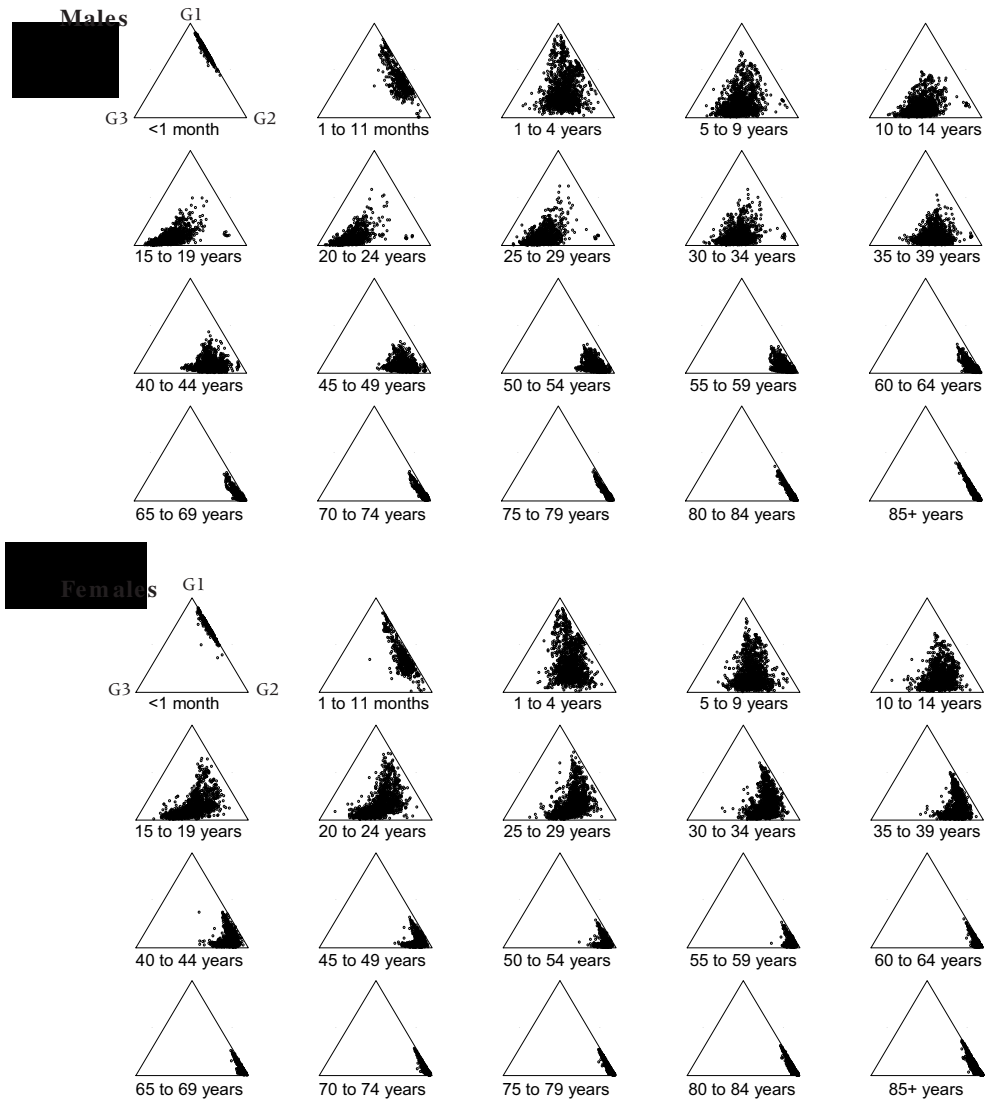 Males
G1
G3
G2
<1 month
1 to 11 months
1 to 4 years
5 to 9 years
10 to 14 years
15 to 19 years
20 to 24 years
25 to 29 years
30 to 34 years
35 to 39 years
40 to 44 years
45 to 49 years
50 to 54 years
55 to 59 years
60 to 64 years
65 to 69 years
70 to 74 years
75 to 79 years
80 to 84 years
85+ years
Females
G1
G3
G2
<1 month
1 to 11 months
1 to 4 years
5 to 9 years
10 to 14 years
15 to 19 years
20 to 24 years
25 to 29 years
30 to 34 years
35 to 39 years
40 to 44 years
45 to 49 years
50 to 54 years
55 to 59 years
60 to 64 years
65 to 69 years
70 to 74 years
75 to 79 years
80 to 84 years
85+ years